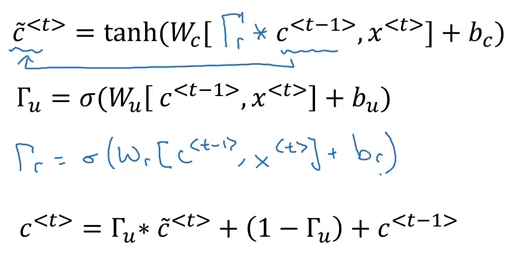 c̃<t> = tanh(Wc[ Γr * c<t−1>, x<t>] + bc)
Γu = σ(Wu[ c<t−1>, x<t>] + bu)
Γr = σ(Wr[ c<t−1>, x<t>] + br)
c<t> = Γu * c̃<t> + (1 − Γu) + c<t−1>